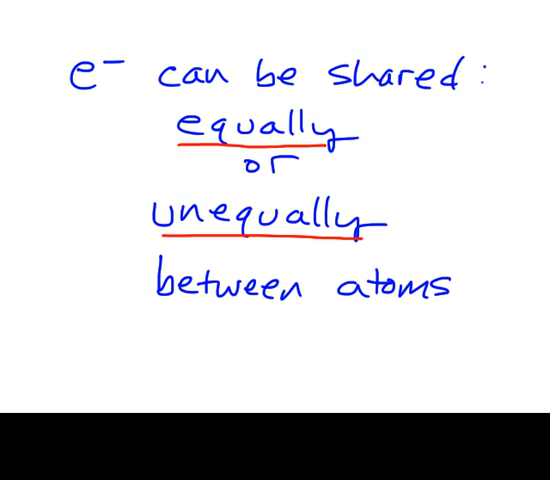 e⁻ can be shared:
equally
or
unequally
between atoms